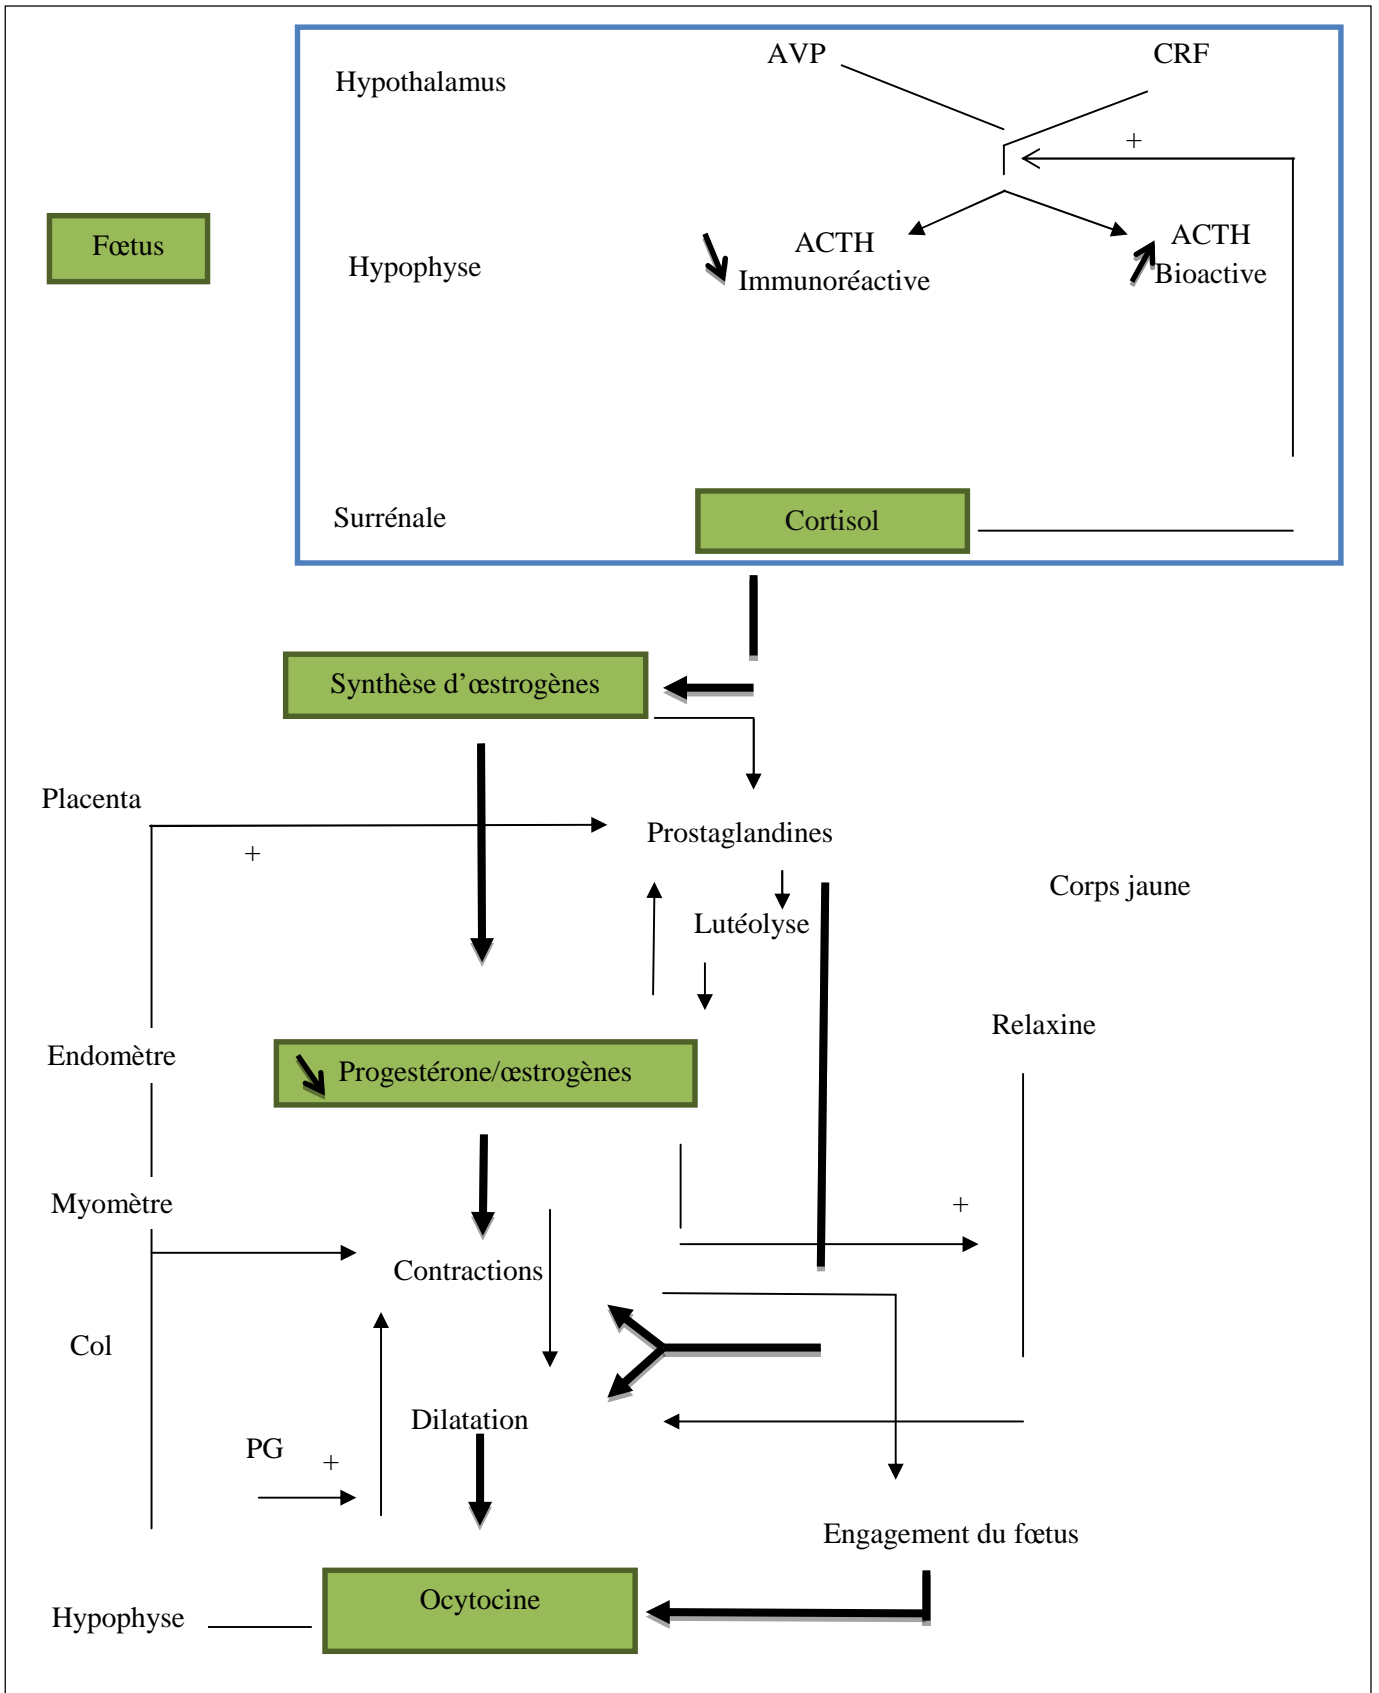 AVP
CRF
Hypothalamus
+
Fœtus
Hypophyse
ACTH
Immunoréactive
ACTH
Bioactive
Surrénale
Cortisol
Synthèse d’œstrogènes
Placenta
+
Prostaglandines
Corps jaune
Lutéolyse
Relaxine
Endomètre
Progestérone/œstrogènes
Myomètre
+
Contractions
Col
Dilatation
PG
+
Engagement du fœtus
Ocytocine
Hypophyse